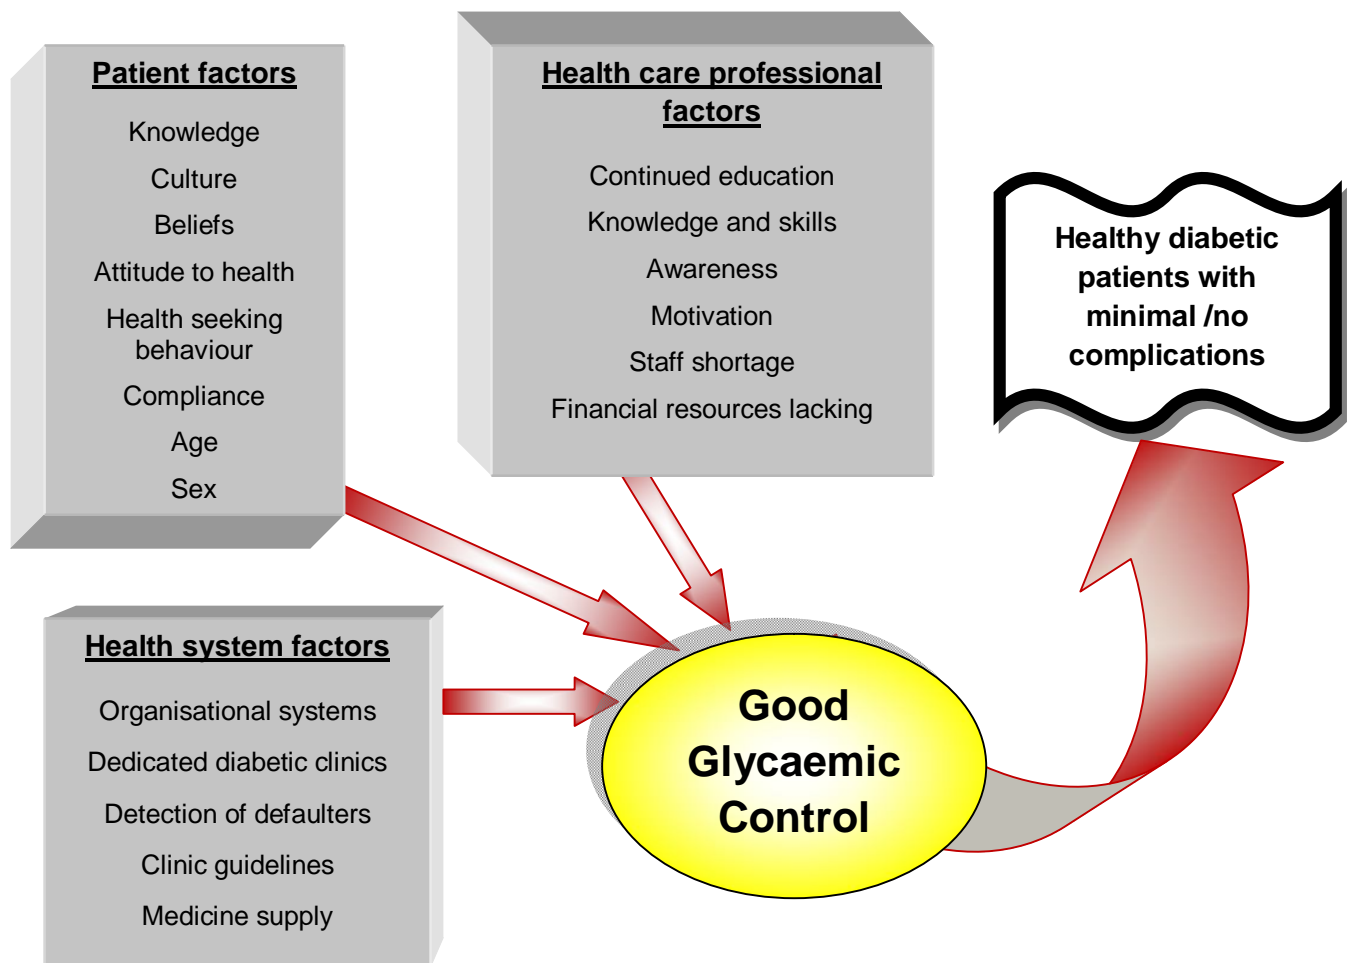 Patient factors
Knowledge
Culture
Beliefs
Attitude to health
Health seeking
behaviour
Compliance
Age
Sex
Health care professional
factors
Continued education
Knowledge and skills
Awareness
Motivation
Staff shortage
Financial resources lacking
Healthy diabetic
patients with
minimal /no
complications
Health system factors
Organisational systems
Dedicated diabetic clinics
Detection of defaulters
Clinic guidelines
Medicine supply
Good
Glycaemic
Control